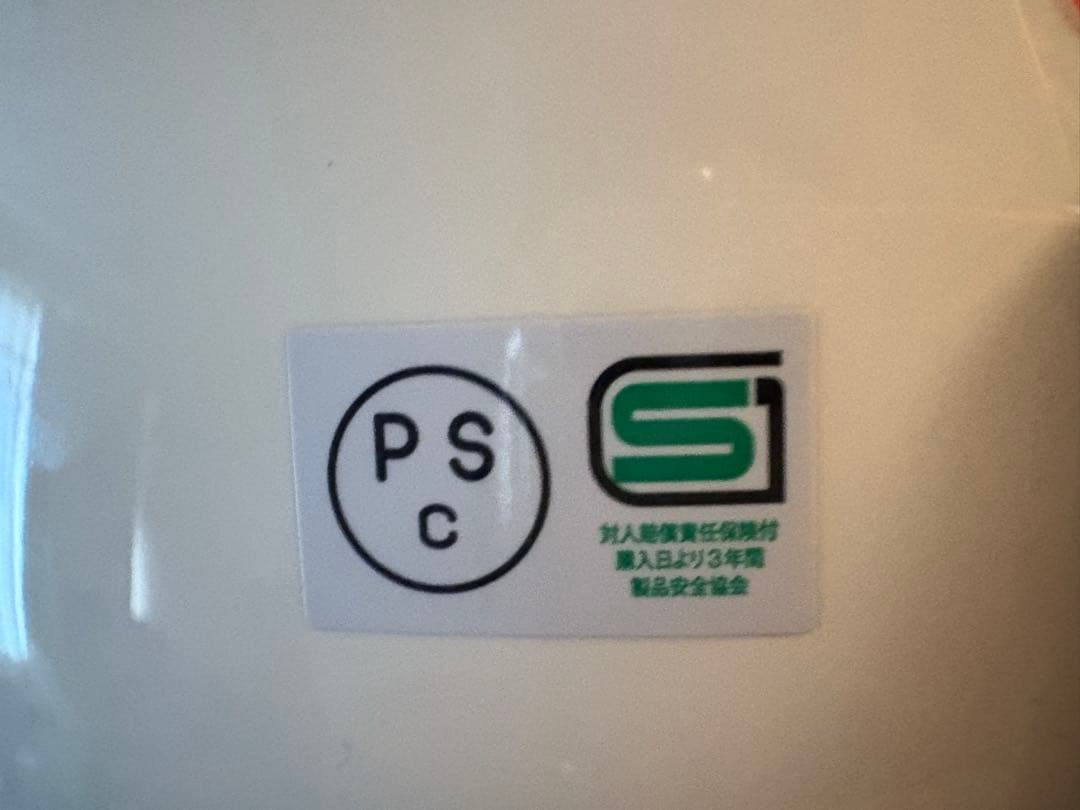 P S
C
SG
対人賠償責任保険付
購入日より3年間
製品安全協会